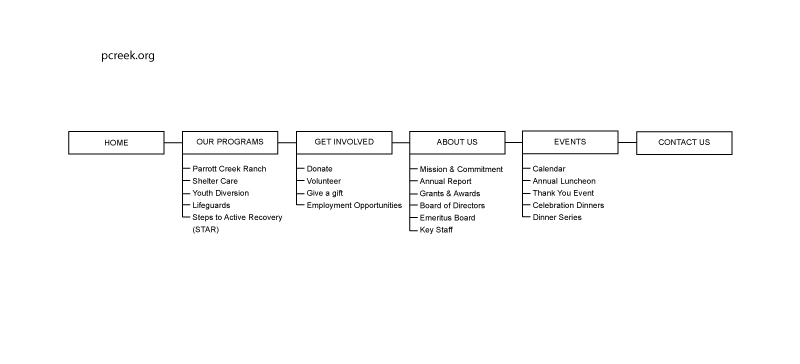 pcreek.org
HOME
OUR PROGRAMS
Parrott Creek Ranch
Shelter Care
Youth Diversion
Lifeguards
Steps to Active Recovery
(STAR)
GET INVOLVED
Donate
Volunteer
Give a gift
Employment Opportunities
ABOUT US
Mission & Commitment
Annual Report
Grants & Awards
Board of Directors
Emeritus Board
Key Staff
EVENTS
Calendar
Annual Luncheon
Thank You Event
Celebration Dinners
Dinner Series
CONTACT US